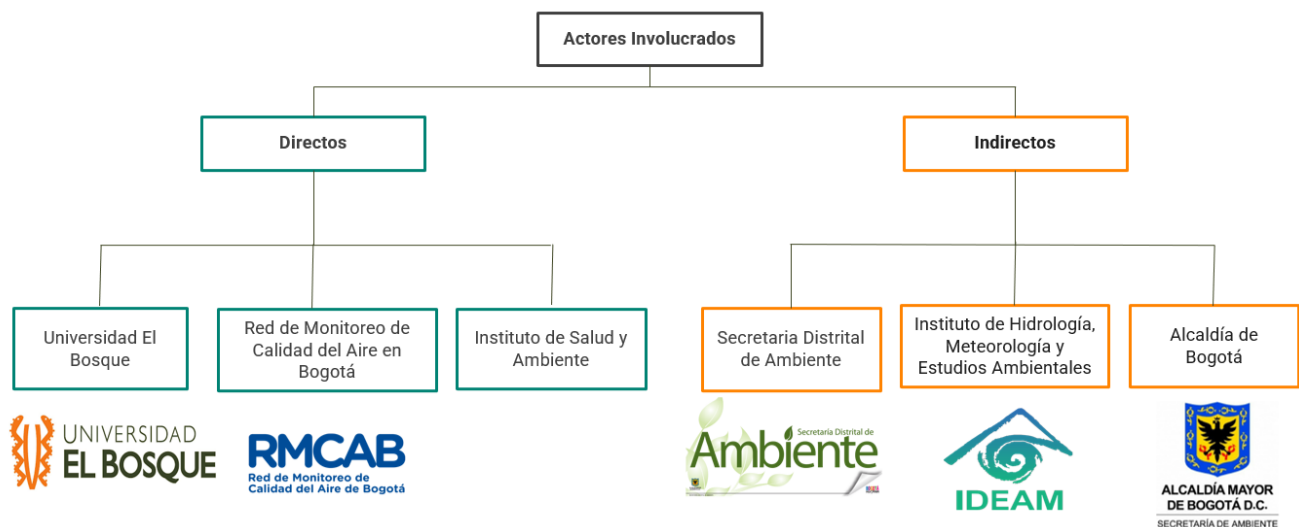 Actores Involucrados
Directos
Indirectos
Universidad El
Bosque
Red de Monitoreo de
Calidad del Aire en
Bogotá
Instituto de Salud y
Ambiente
Secretaria Distrital
de Ambiente
Instituto de Hidrología,
Meteorología y
Estudios Ambientales
Alcaldía de
Bogotá
UNIVERSIDAD
EL BOSQUE
RMCAB
Red de Monitoreo de
Calidad del Aire de Bogotá
Secretaría Distrital de
Ambiente
IDEAM
ALCALDÍA MAYOR
DE BOGOTÁ D.C.
SECRETARÍA DE AMBIENTE